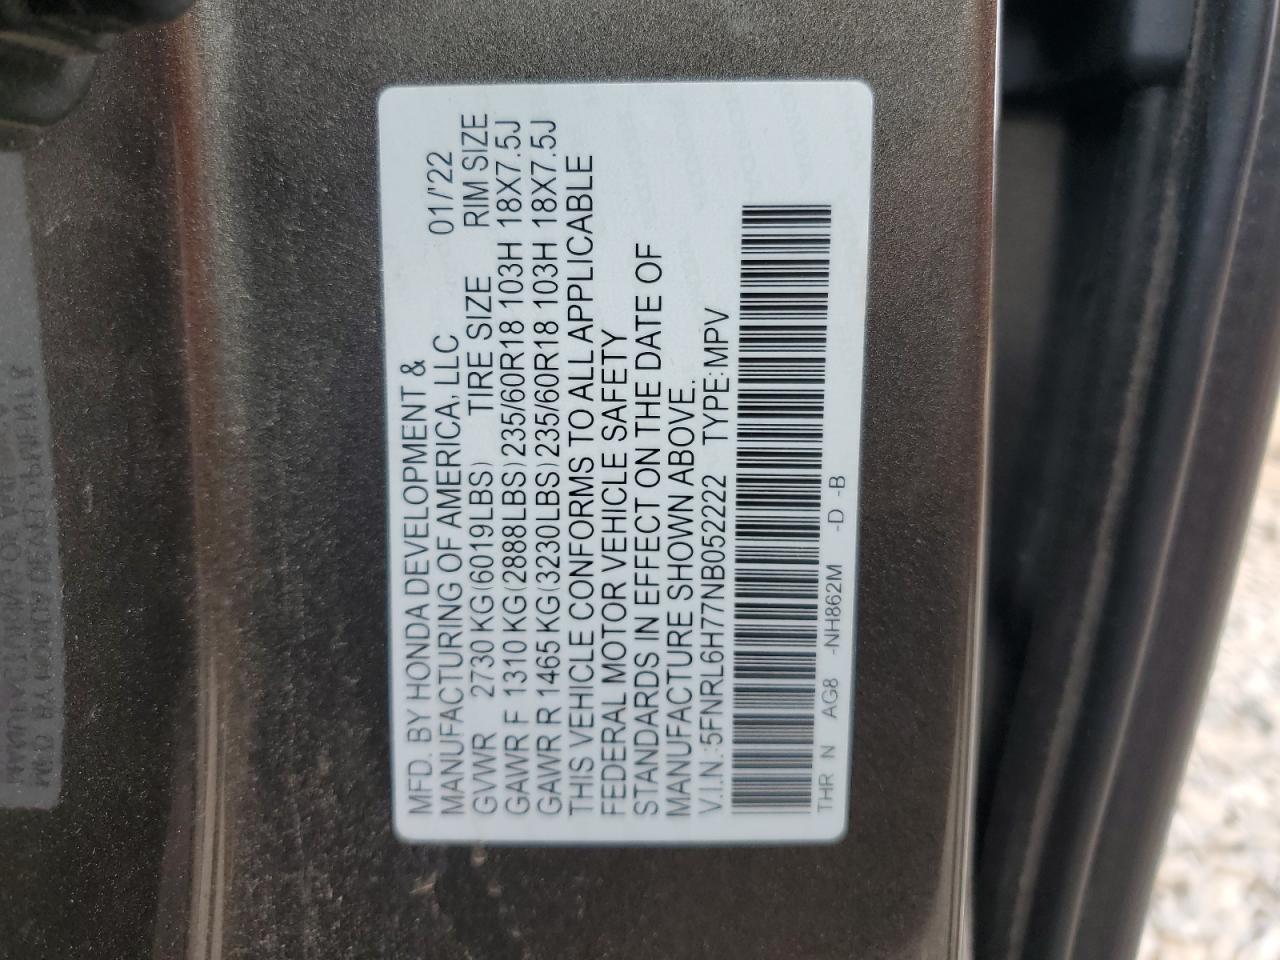 MFD. BY HONDA DEVELOPMENT &
MANUFACTURING OF AMERICA, LLC 01/'22
GVWR 2730 KG(6019LBS) TIRE SIZE RIM SIZE
GAWR F 1310 KG(2888LBS)235/60R18 103H 18X7.5J
GAWR R 1465 KG(3230LBS)235/60R18 103H 18X7.5J
THIS VEHICLE CONFORMS TO ALL APPLICABLE
FEDERAL MOTOR VEHICLE SAFETY
STANDARDS IN EFFECT ON THE DATE OF
MANUFACTURE SHOWN ABOVE.
V.I.N.:5FNRL6H77NB052222 TYPE:MPV
THR N AG8 -NH862M -D -B